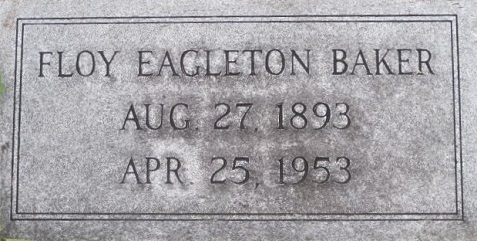 FLOY EAGLETON BAKER
AUG. 27, 1893
APR. 25, 1953